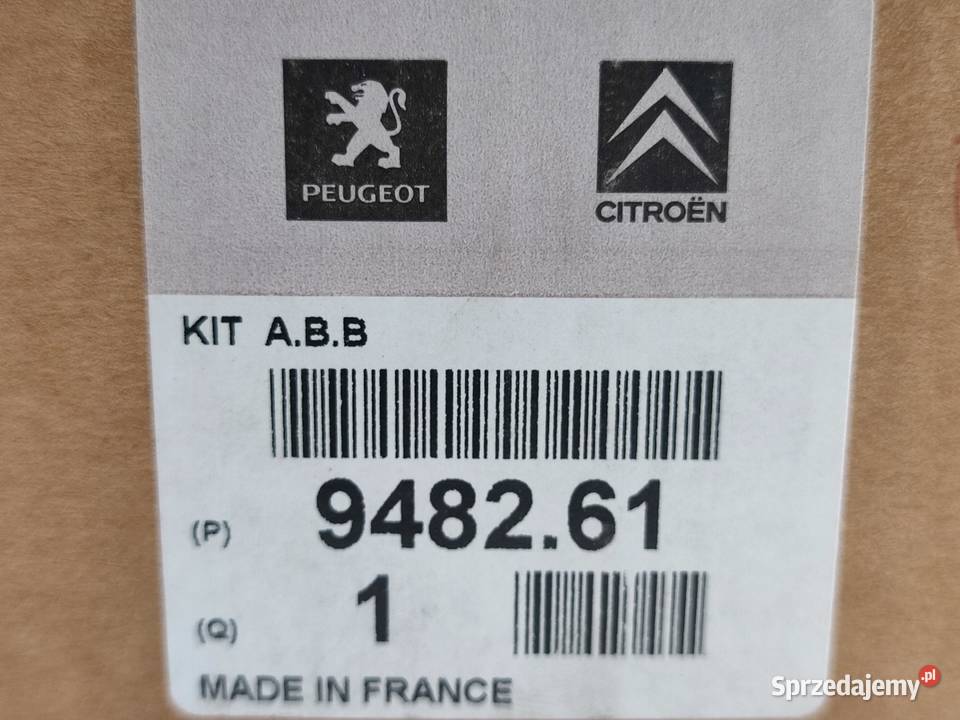 PEUGEOT
CITROËN
KIT A.B.B
(P) 9482.61
(Q) 1
MADE IN FRANCE
Sprzedajemy.pl